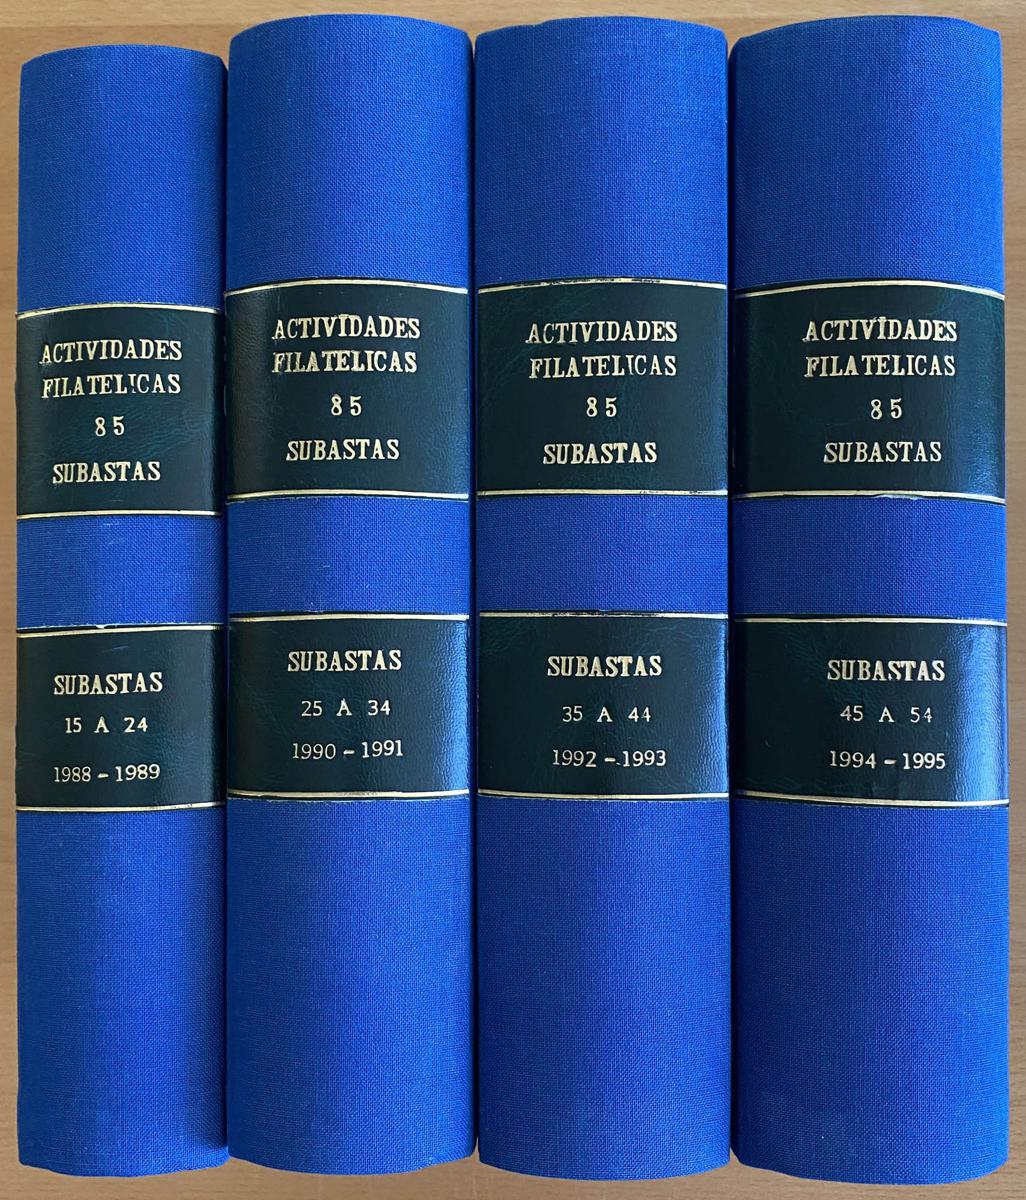 ACTIVIDADES
FILATELICAS
85
SUBASTAS
SUBASTAS
15 A 24
1988 - 1989
ACTIVIDADES
FILATELICAS
85
SUBASTAS
SUBASTAS
25 A 34
1990 - 1991
ACTIVIDADES
FILATELICAS
85
SUBASTAS
SUBASTAS
35 A 44
1992 - 1993
ACTIVIDADES
FILATELICAS
85
SUBASTAS
SUBASTAS
45 A 54
1994 - 1995